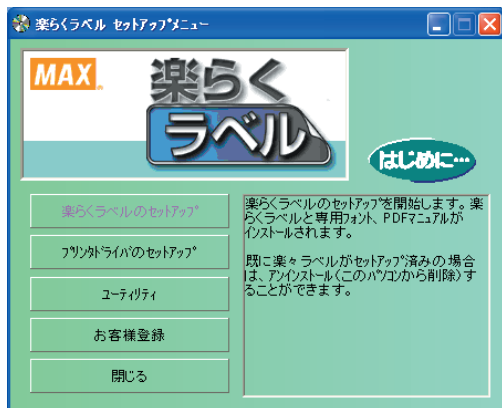 楽らくラベル ｾｯﾄｱｯﾌﾟﾒﾆｭｰ
MAX
楽らく
ラベル
はじめに…
楽らくラベルのｾｯﾄｱｯﾌﾟ
ﾌﾟﾘﾝﾀﾄﾞﾗｲﾊﾞのｾｯﾄｱｯﾌﾟ
ﾕｰﾃｨﾘﾃｨ
お客様登録
閉じる
楽らくラベルのｾｯﾄｱｯﾌﾟを開始します。楽
らくラベルと専用ﾌｫﾝﾄ、PDFﾏﾆｭｱﾙが
ｲﾝｽﾄｰﾙされます。
既に楽々ラベルがｾｯﾄｱｯﾌﾟ済みの場合
は、ｱﾝｲﾝｽﾄｰﾙ(このﾊﾟｿｺﾝから削除)す
ることができます。